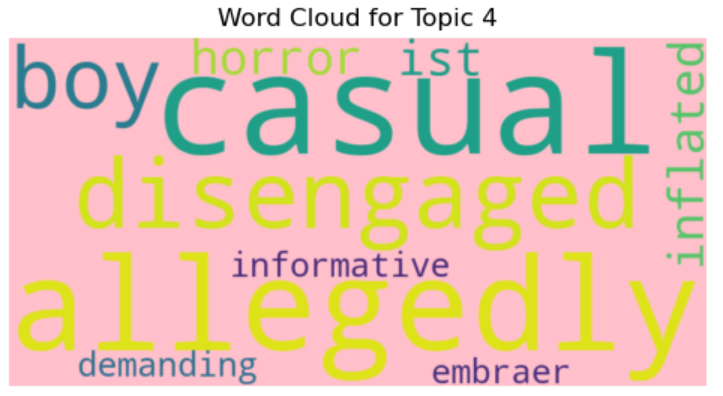 Word Cloud for Topic 4
horror ist
boy casual
inflated
disengaged
informative
allegedly
demanding embraer